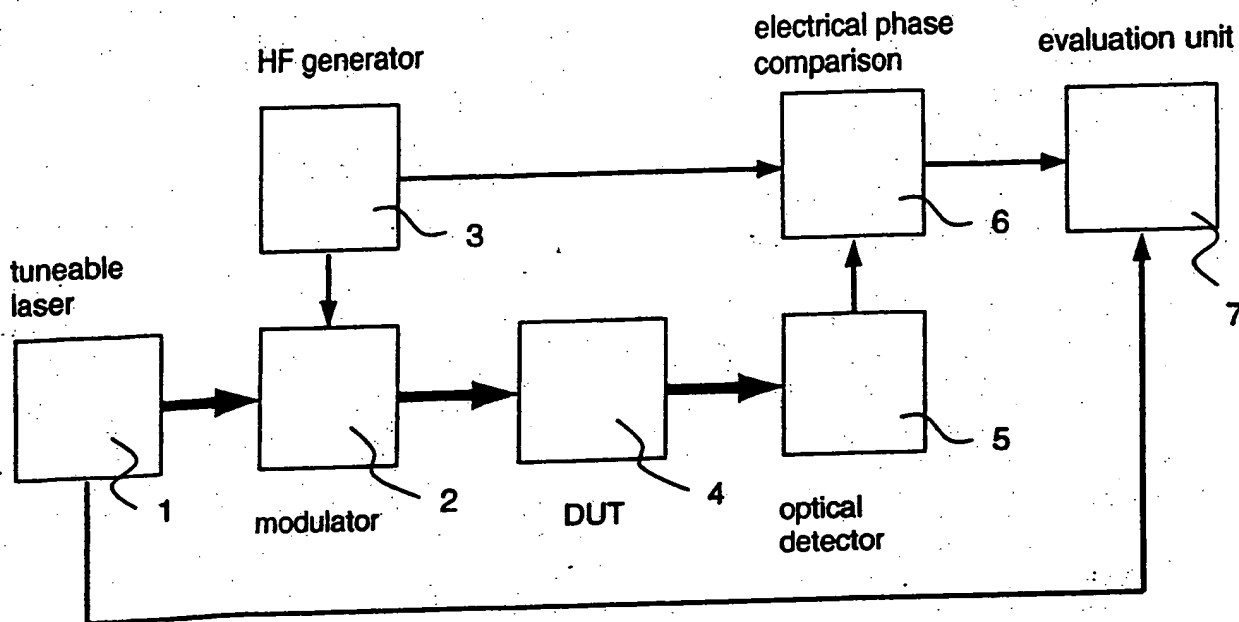 electrical phase
comparison
evaluation unit
HF generator
3
6
7
tuneable
laser
1
2
4
5
modulator
DUT
optical
detector